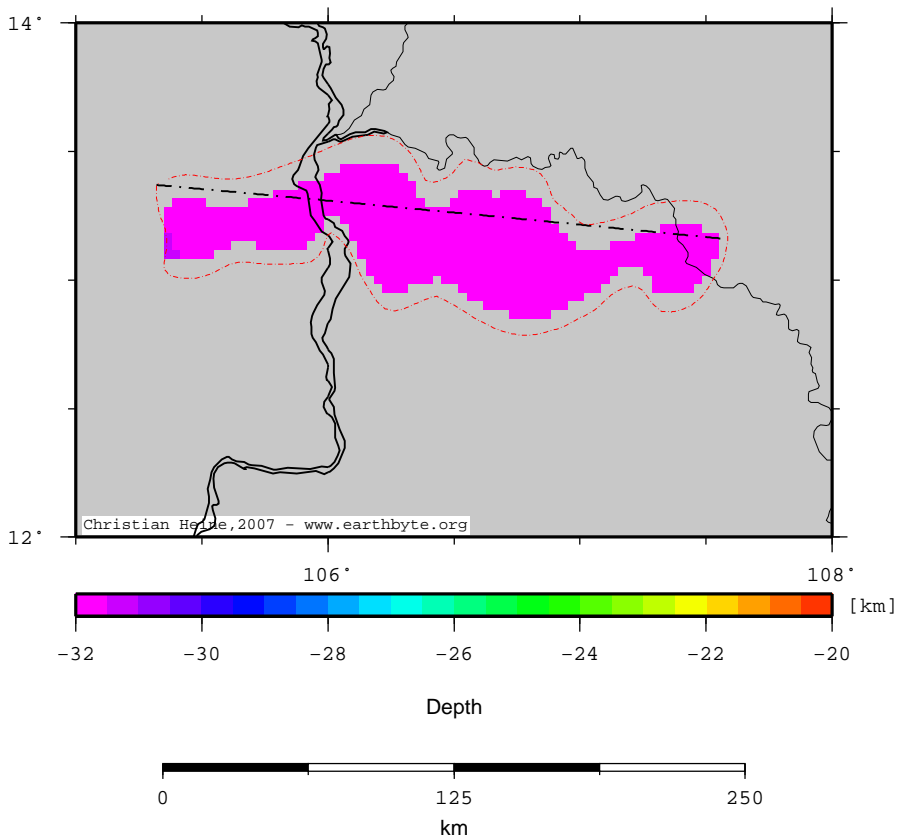 14°
12°
Christian Heine,2007 - www.earthbyte.org
106° 108°
[km]
-32 -30 -28 -26 -24 -22 -20
Depth
0 125 250
km